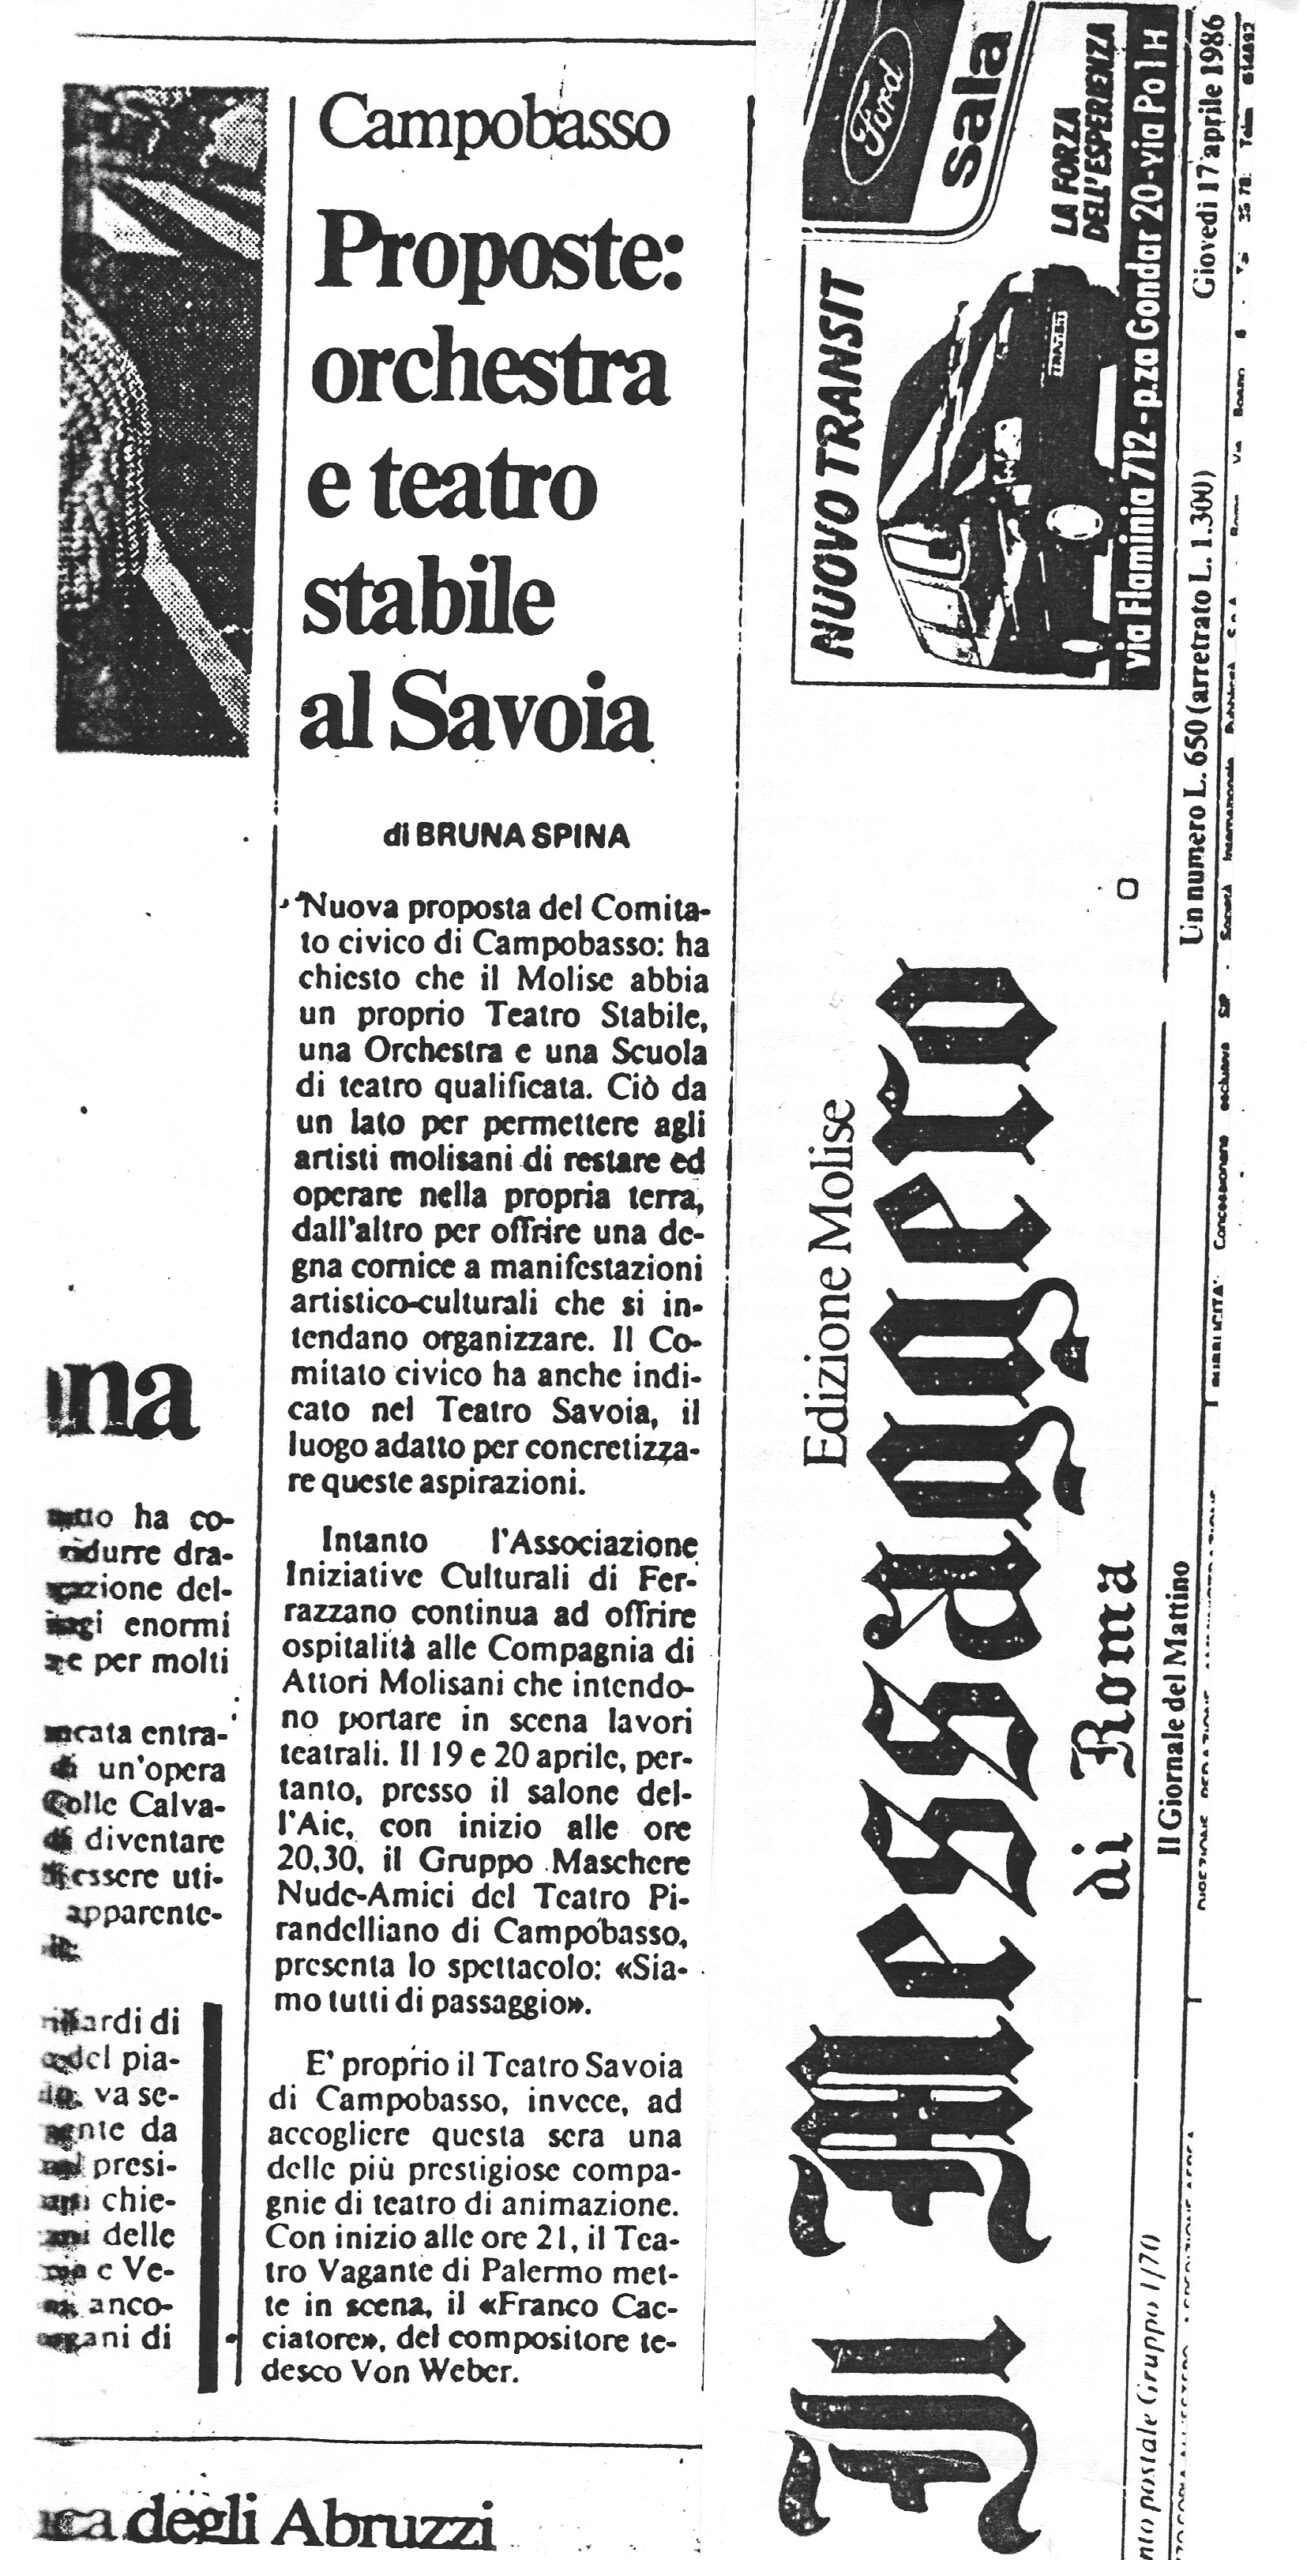 Campobasso
Proposte:
orchestra
e teatro
stabile
al Savoia
di BRUNA SPINA
Nuova proposta del Comita-
to civico di Campobasso: ha
chiesto che il Molise abbia
un proprio Teatro Stabile,
una Orchestra e una Scuola
di teatro qualificata. Ciò da
un lato per permettere agli
artisti molisani di restare ed
operare nella propria terra,
dall'altro per offrire una de-
gna cornice a manifestazioni
artistico-culturali che si in-
tendano organizzare. Il Co-
mitato civico ha anche indi-
cato nel Teatro Savoia, il
luogo adatto per concretizza-
re queste aspirazioni.
Intanto l'Associazione
Iniziative Culturali di Fer-
razzano continua ad offrire
ospitalità alle Compagnia di
Attori Molisani che intendo-
no portare in scena lavori
teatrali. Il 19 e 20 aprile, per-
tanto, presso il salone del-
l'Aic, con inizio alle ore
20,30, il Gruppo Maschere
Nude-Amici del Teatro Pi-
randelliano di Campobasso,
presenta lo spettacolo: «Sia-
mo tutti di passaggio».
E' proprio il Teatro Savoia
di Campobasso, invece, ad
accogliere questa sera una
delle più prestigiose compa-
gnie di teatro di animazione.
Con inizio alle ore 21, il Tea-
tro Vagante di Palermo met-
te in scena, il «Franco Cac-
ciatore», del compositore te-
desco Von Weber.
una
ha co-
durre dra-
zione del-
enormi
e per molti
entra-
di un'opera
Colle Calva-
di diventare
essere uti-
apparente-
ardi di
del pia-
va se-
da
presi-
chie-
delle
e Ve-
anco-
di
degli Abruzzi
Il Messaggero
di Roma
Edizione Molise
Il Giornale del Mattino
NUOVO TRANSIT
Ford
sala
LA FORZA
DELL'ESPERIENZA
TRANSIT
via Flaminia 712 - p.za Gondar 20 - via Po 1 H
Un numero L. 650 (arretrato L. 1.300)
Giovedì 17 aprile 1986
postale Gruppo 1/70
PUBBLICITA'